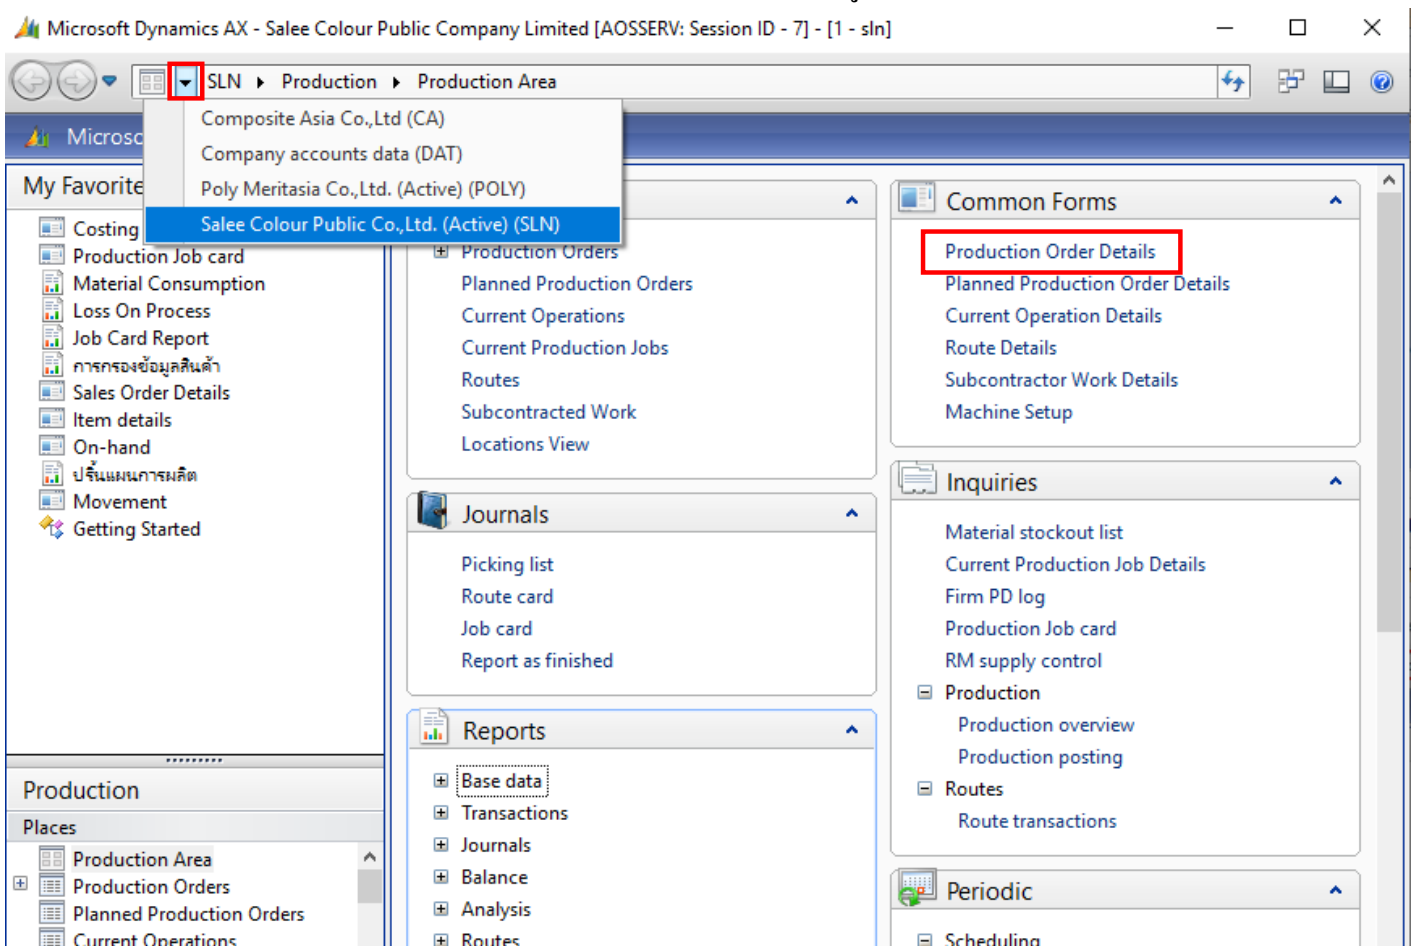 Microsoft Dynamics AX - Salee Colour Public Company Limited [AOSSERV: Session ID - 7] - [1 - sln]
SLN Production Production Area
Composite Asia Co.,Ltd (CA)
Company accounts data (DAT)
Poly Meritasia Co.,Ltd. (Active) (POLY)
Salee Colour Public Co.,Ltd. (Active) (SLN)
Microsc
My Favorite
Costing
Production Job card
Material Consumption
Loss On Process
Job Card Report
การกรองข้อมูลสินค้า
Sales Order Details
Item details
On-hand
ปริ้นแผนการผลิต
Movement
Getting Started
Production
Places
Production Area
Production Orders
Planned Production Orders
Current Operations
Production Orders
Planned Production Orders
Current Operations
Current Production Jobs
Routes
Subcontracted Work
Locations View
Journals
Picking list
Route card
Job card
Report as finished
Reports
Base data
Transactions
Journals
Balance
Analysis
Routes
Common Forms
Production Order Details
Planned Production Order Details
Current Operation Details
Route Details
Subcontractor Work Details
Machine Setup
Inquiries
Material stockout list
Current Production Job Details
Firm PD log
Production Job card
RM supply control
Production
Production overview
Production posting
Routes
Route transactions
Periodic
Scheduling